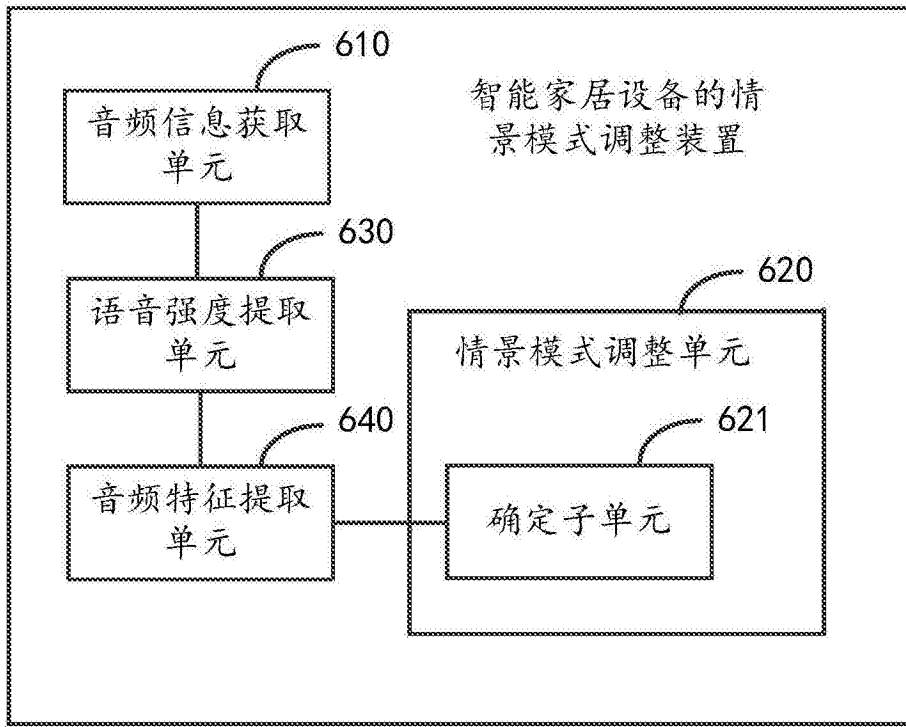 610
音频信息获取
单元
智能家居设备的情
景模式调整装置
630
语音强度提取
单元
620
情景模式调整单元
640
音频特征提取
单元
621
确定子单元